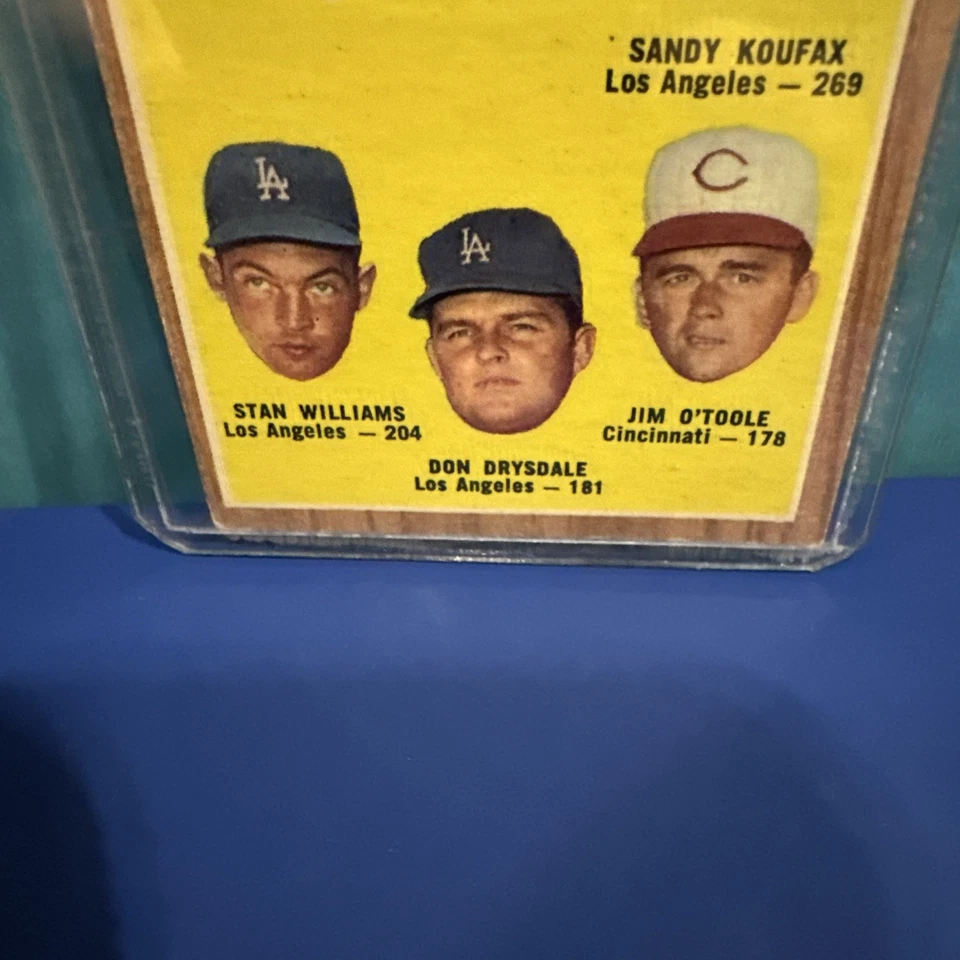 SANDY KOUFAX
Los Angeles — 269
LA
LA
C
STAN WILLIAMS
Los Angeles — 204
JIM O'TOOLE
Cincinnati — 178
DON DRYSDALE
Los Angeles — 181